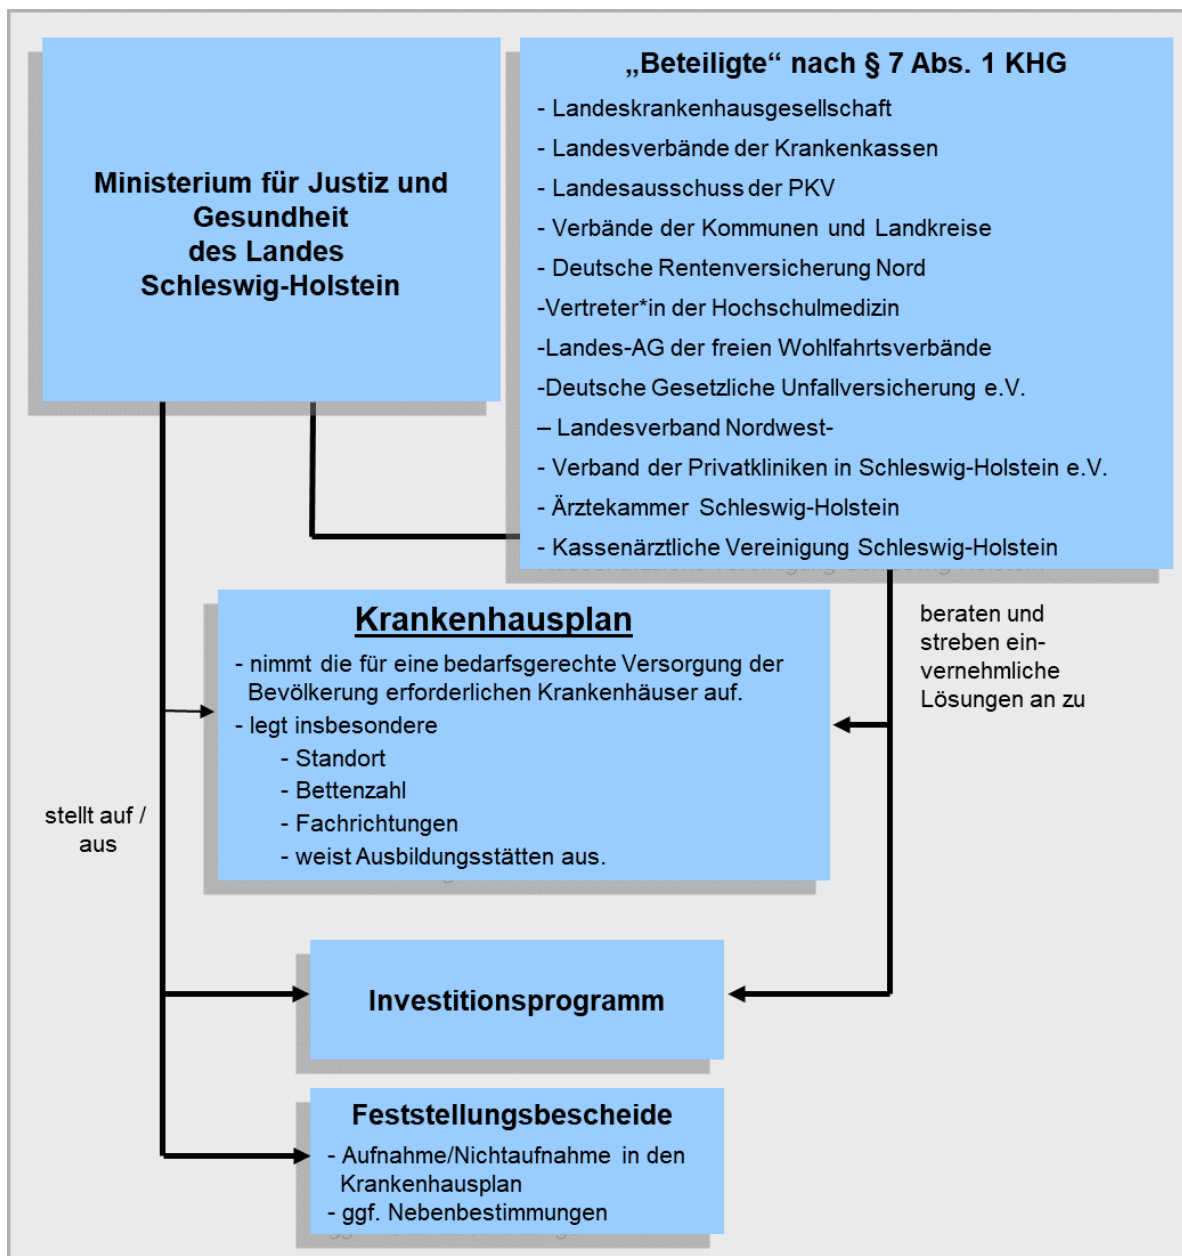 Ministerium für Justiz und
Gesundheit
des Landes
Schleswig-Holstein
„Beteiligte“ nach § 7 Abs. 1 KHG
- Landeskrankenhausgesellschaft
- Landesverbände der Krankenkassen
- Landesausschuss der PKV
- Verbände der Kommunen und Landkreise
- Deutsche Rentenversicherung Nord
-Vertreter*in der Hochschulmedizin
-Landes-AG der freien Wohlfahrtsverbände
-Deutsche Gesetzliche Unfallversicherung e.V.
– Landesverband Nordwest-
- Verband der Privatkliniken in Schleswig-Holstein e.V.
- Ärztekammer Schleswig-Holstein
- Kassenärztliche Vereinigung Schleswig-Holstein
beraten und
streben ein-
vernehmliche
Lösungen an zu
Krankenhausplan
- nimmt die für eine bedarfsgerechte Versorgung der
Bevölkerung erforderlichen Krankenhäuser auf.
- legt insbesondere
- Standort
- Bettenzahl
- Fachrichtungen
- weist Ausbildungsstätten aus.
stellt auf /
aus
Investitionsprogramm
Feststellungsbescheide
- Aufnahme/Nichtaufnahme in den
Krankenhausplan
- ggf. Nebenbestimmungen